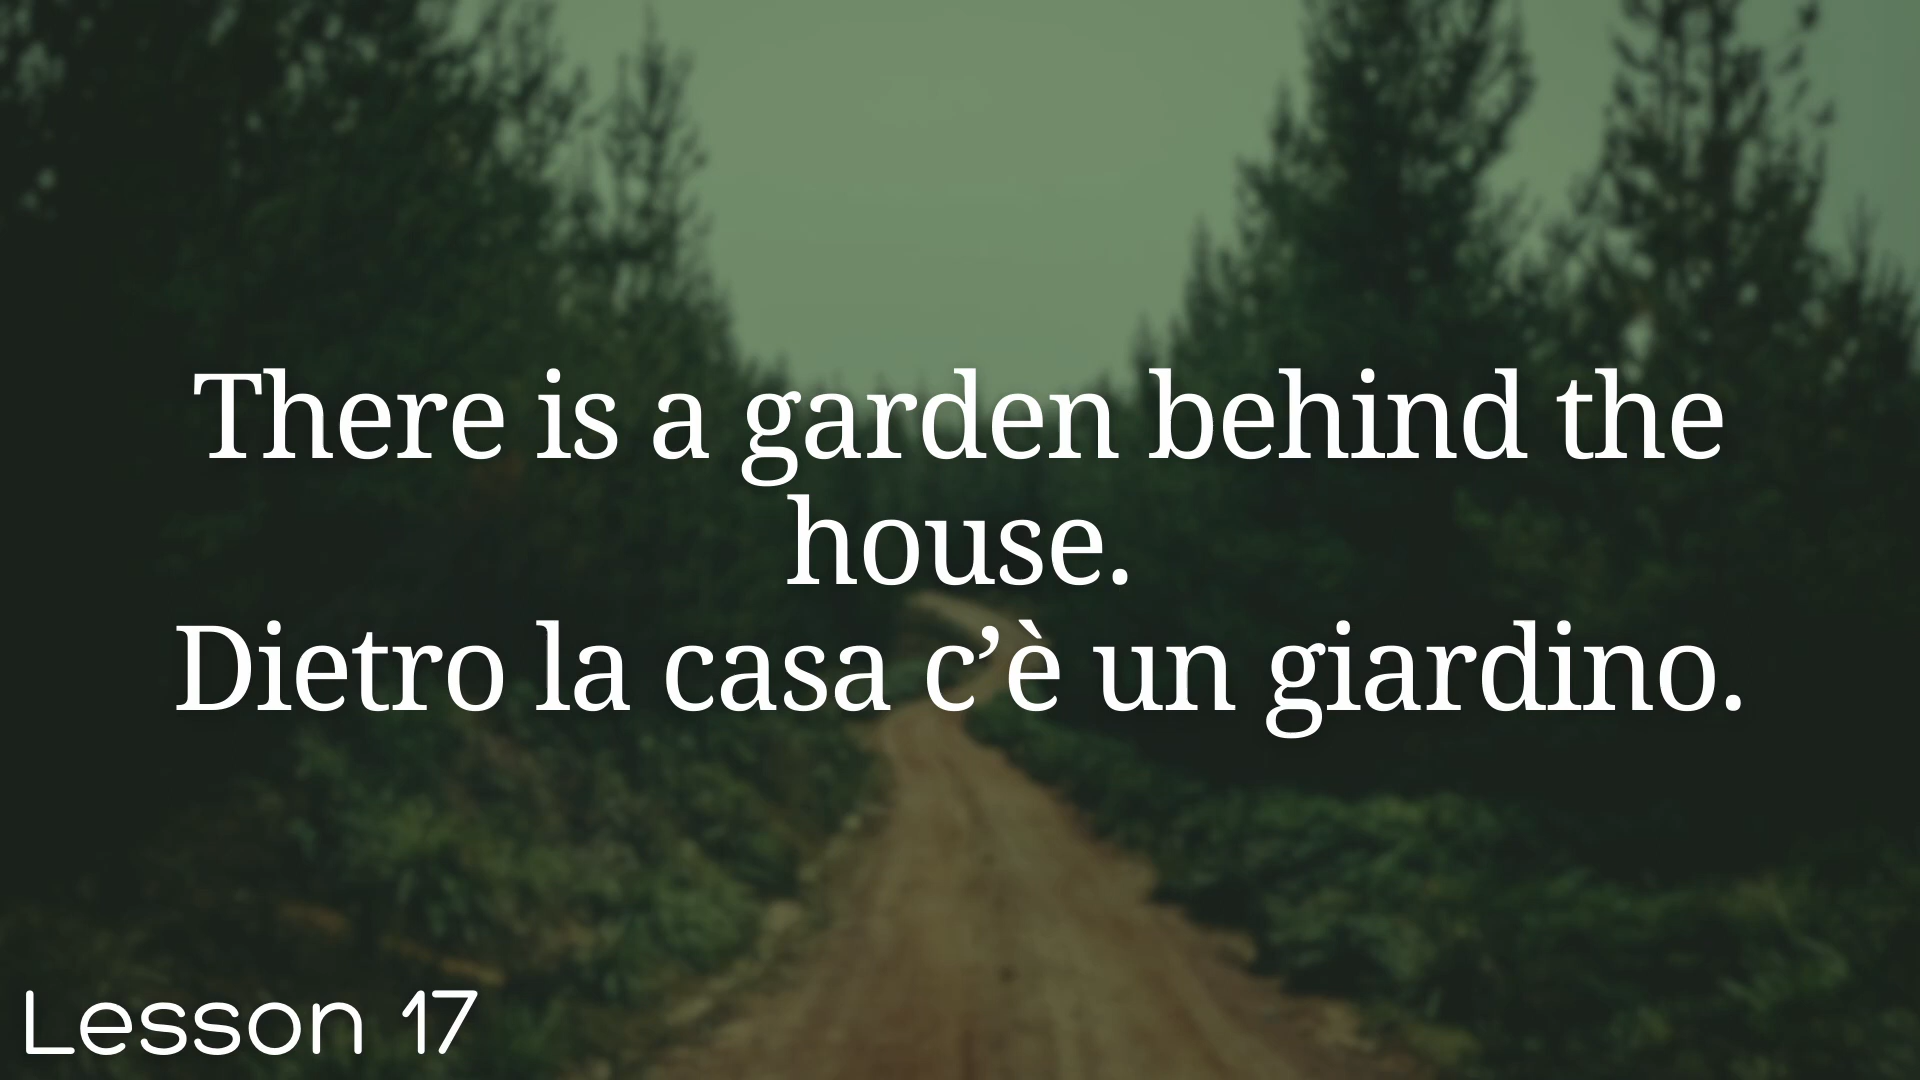 There is a garden behind the
house.
Dietro la casa c’è un giardino.
Lesson 17